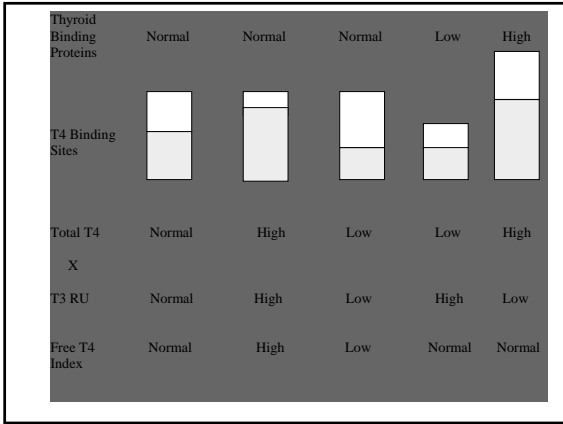 Thyroid
Binding Normal Normal Normal Low High
Proteins
T4 Binding
Sites
Total T4 Normal High Low Low High
X
T3 RU Normal High Low High Low
Free T4 Normal High Low Normal Normal
Index